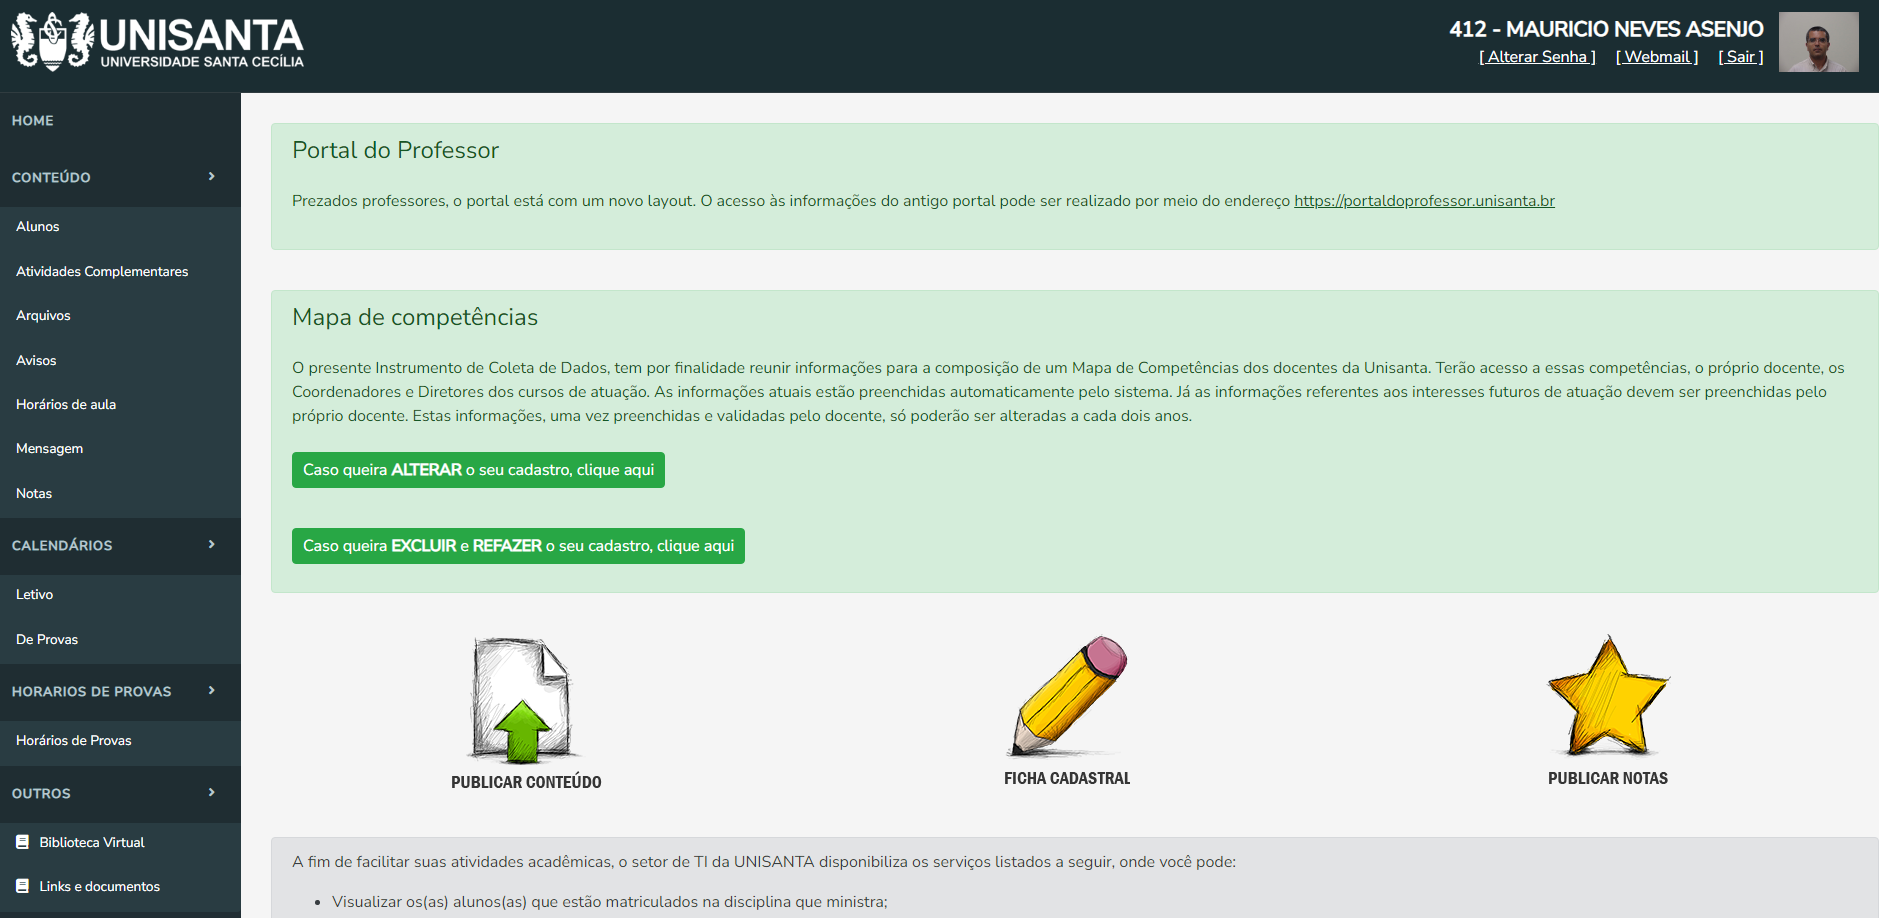 UNISANTA
UNIVERSIDADE SANTA CECÍLIA
412 - MAURICIO NEVES ASENJO
[ Alterar Senha ] [ Webmail ] [ Sair ]
HOME
CONTEÚDO
Alunos
Atividades Complementares
Arquivos
Avisos
Horários de aula
Mensagem
Notas
CALENDÁRIOS
Letivo
De Provas
HORARIOS DE PROVAS
Horários de Provas
OUTROS
Biblioteca Virtual
Links e documentos
Portal do Professor
Prezados professores, o portal está com um novo layout. O acesso às informações do antigo portal pode ser realizado por meio do endereço https://portaldoprofessor.unisanta.br
Mapa de competências
O presente Instrumento de Coleta de Dados, tem por finalidade reunir informações para a composição de um Mapa de Competências dos docentes da Unisanta. Terão acesso a essas competências, o próprio docente, os
Coordenadores e Diretores dos cursos de atuação. As informações atuais estão preenchidas automaticamente pelo sistema. Já as informações referentes aos interesses futuros de atuação devem ser preenchidas pelo
próprio docente. Estas informações, uma vez preenchidas e validadas pelo docente, só poderão ser alteradas a cada dois anos.
Caso queira ALTERAR o seu cadastro, clique aqui
Caso queira EXCLUIR e REFAZER o seu cadastro, clique aqui
PUBLICAR CONTEÚDO
FICHA CADASTRAL
PUBLICAR NOTAS
A fim de facilitar suas atividades acadêmicas, o setor de TI da UNISANTA disponibiliza os serviços listados a seguir, onde você pode:
• Visualizar os(as) alunos(as) que estão matriculados na disciplina que ministra;